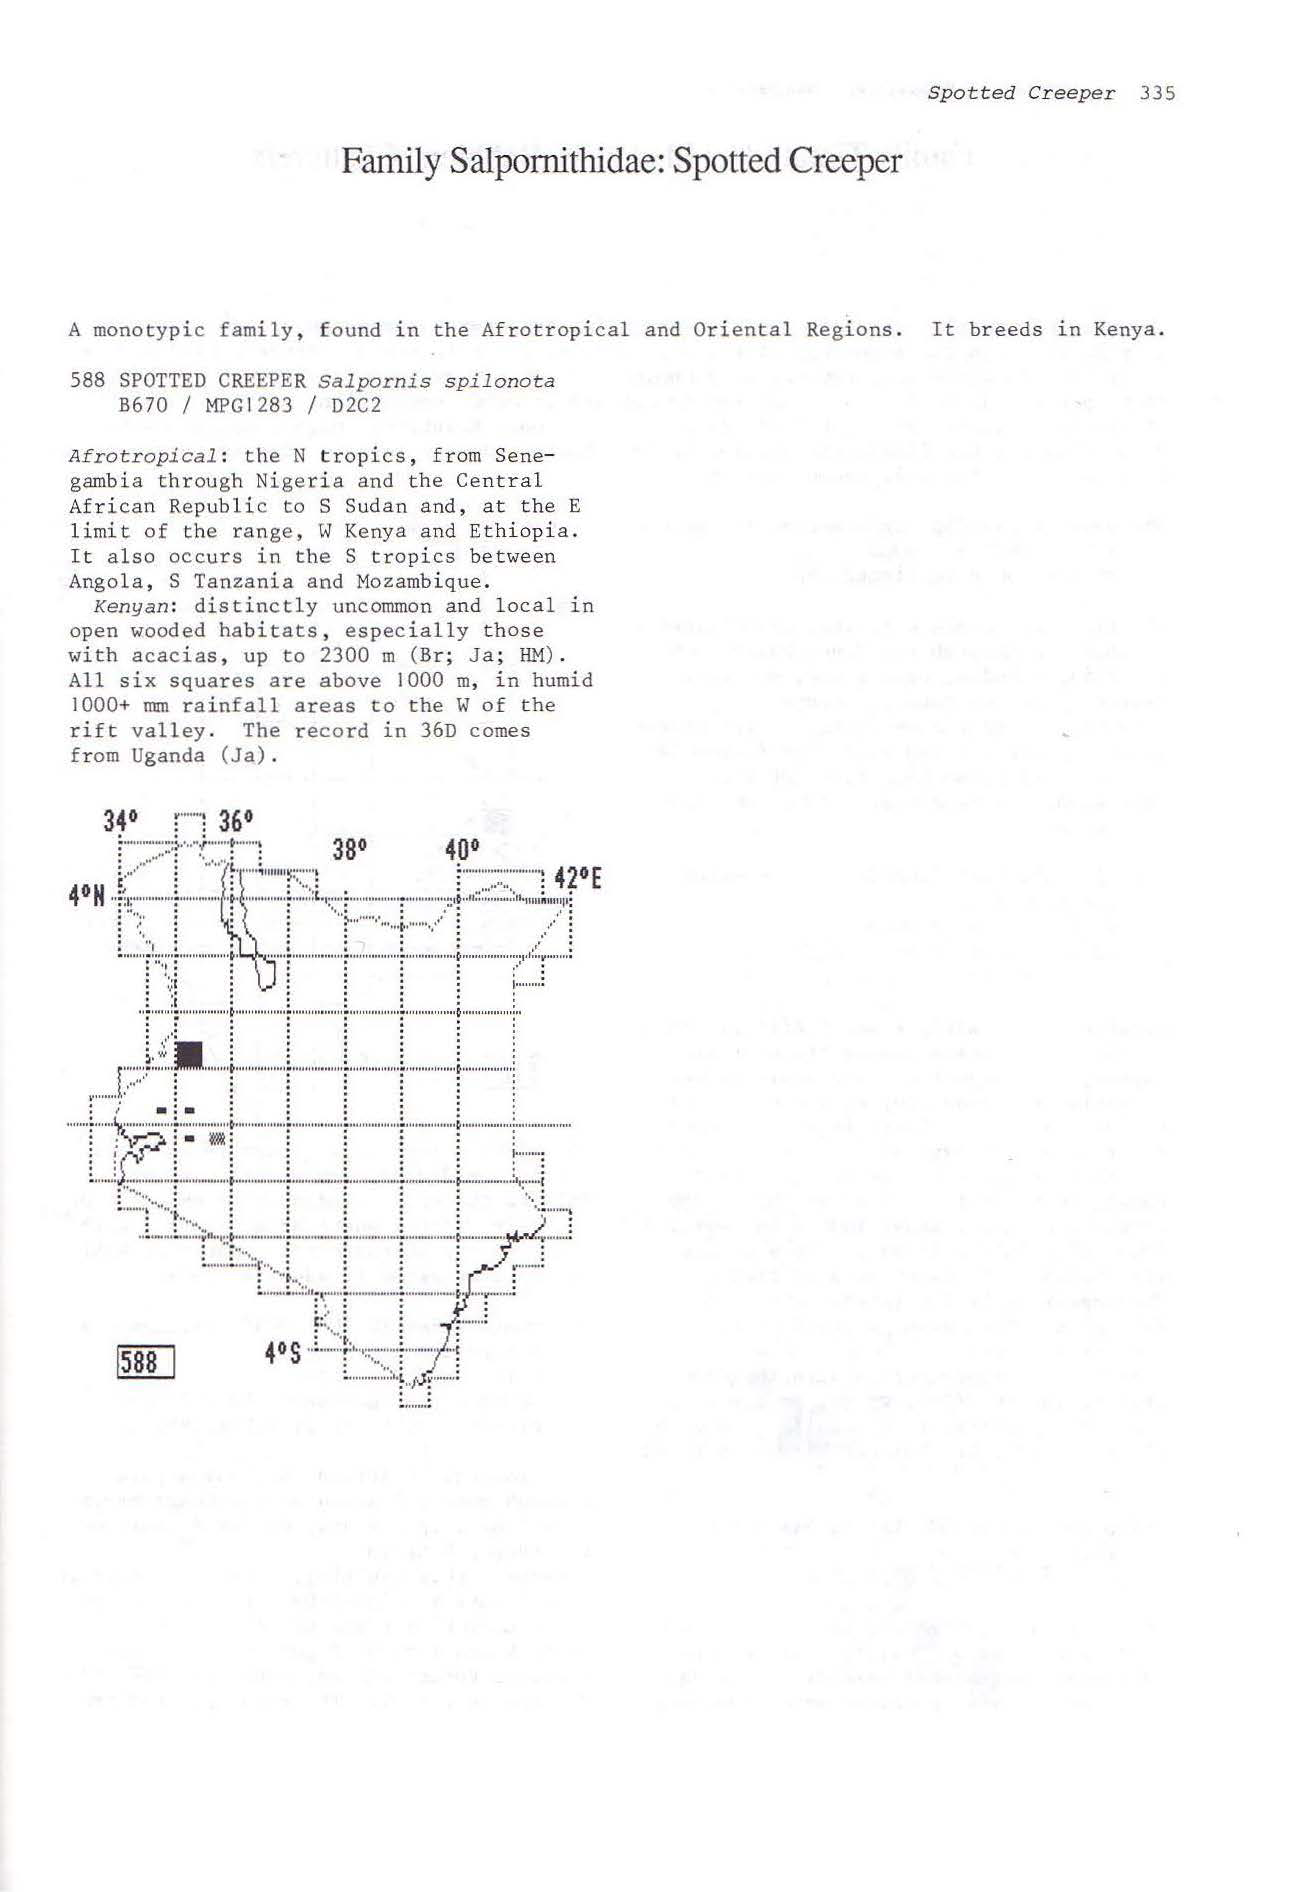 Spotted Creeper 335
Family Salpornithidae: Spotted Creeper
A monotypic family, found in the Afrotropical and Oriental Regions. It breeds in Kenya.
588 SPOTTED CREEPER Salpornis spilonota
B670 / MPG1283 / D2C2
Afrotropical: the N tropics, from Sene-
gambia through Nigeria and the Central
African Republic to S Sudan and, at the E
limit of the range, W Kenya and Ethiopia.
It also occurs in the S tropics between
Angola, S Tanzania and Mozambique.
Kenyan: distinctly uncommon and local in
open wooded habitats, especially those
with acacias, up to 2300 m (Br; Ja; HM).
All six squares are above 1000 m, in humid
1000+ mm rainfall areas to the W of the
rift valley. The record in 36D comes
from Uganda (Ja).
34° 36°
38° 40°
42°E
4°N
4°S
588